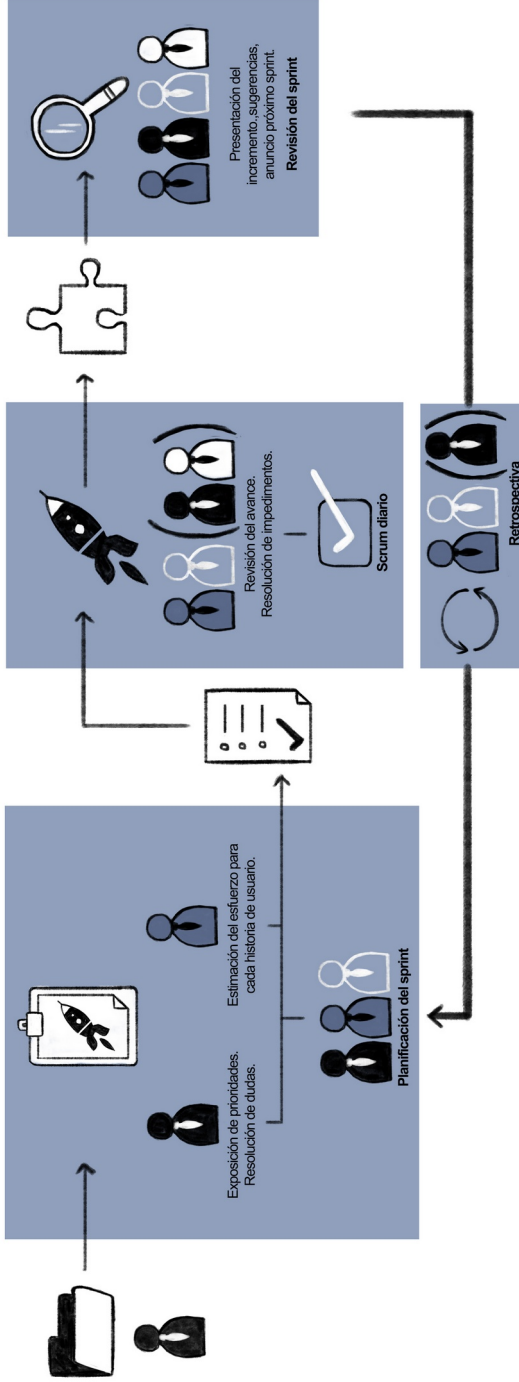 Exposición de prioridades.
Resolución de dudas.
Estimación del esfuerzo para
cada historia de usuario.
Planificación del sprint
Revisión del avance.
Resolución de impedimentos.
Scrum diario
Presentación del
incremento.,sugerencias,
anuncio próximo sprint.
Revisión del sprint
Retrospectiva